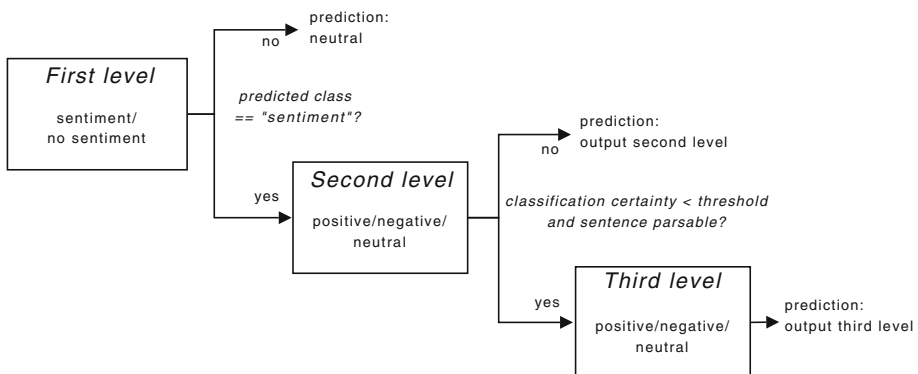 prediction:
neutral
no
First level
sentiment/
no sentiment
predicted class
== "sentiment"?
yes
prediction:
output second level
no
Second level
positive/negative/
neutral
classification certainty < threshold
and sentence parsable?
yes
Third level
positive/negative/
neutral
prediction:
output third level